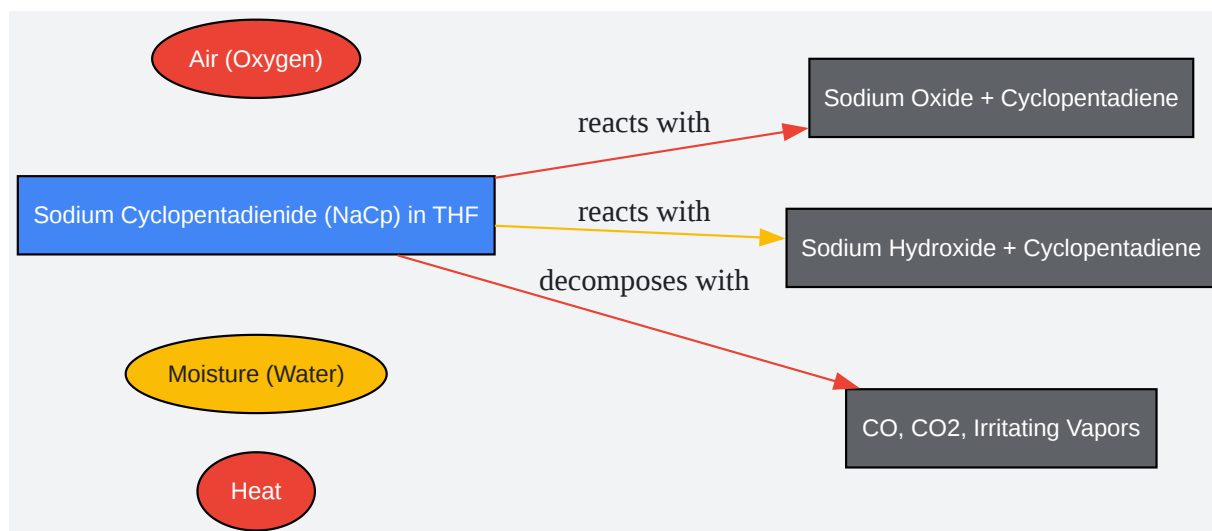 Air (Oxygen)
Sodium Oxide + Cyclopentadiene
reacts with
Sodium Cyclopentadienide (NaCp) in THF
reacts with
Sodium Hydroxide + Cyclopentadiene
decomposes with
Moisture (Water)
CO, CO2, Irritating Vapors
Heat